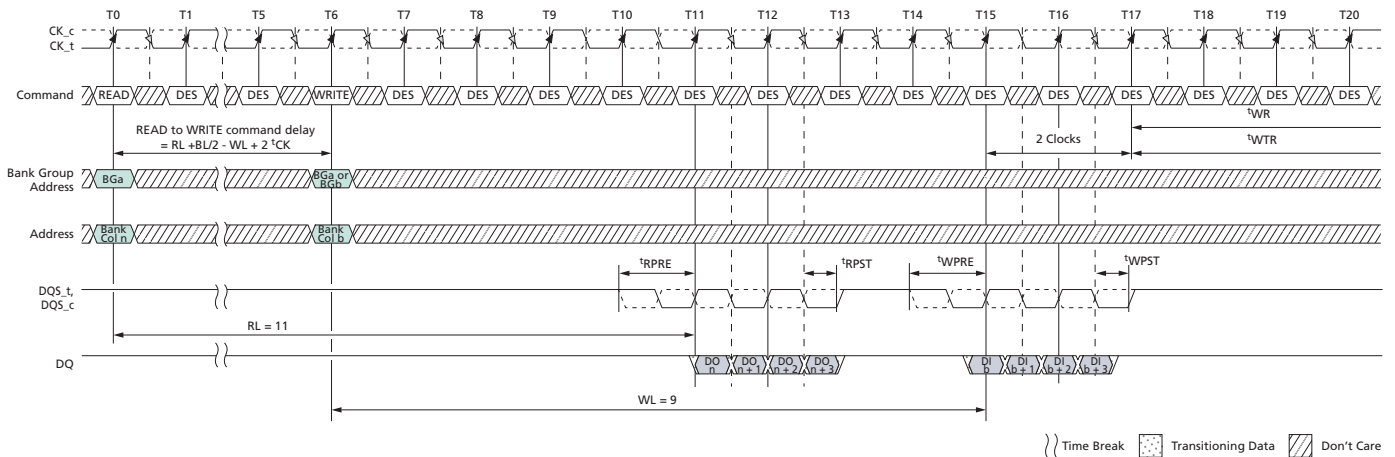 T0 T1 T5 T6 T7 T8 T9 T10 T11 T12 T13 T14 T15 T16 T17 T18 T19 T20
CK_c
CK_t
Command READ DES DES WRITE DES DES DES DES DES DES DES DES DES DES DES DES DES DES
tWR
READ to WRITE command delay
= RL +BL/2 - WL + 2 tCK
2 Clocks
tWTR
Bank Group
Address
BGa
BGa or
BGb
Address
Bank
Col n
Bank
Col b
tRPRE tRPST tWPRE tWPST
DQS_t,
DQS_c
RL = 11
DQ
DO
n
DO
n + 1
DO
n + 2
DO
n + 3
DI
b
DI
b + 1
DI
b + 2
DI
b + 3
WL = 9
Time Break Transitioning Data Don't Care